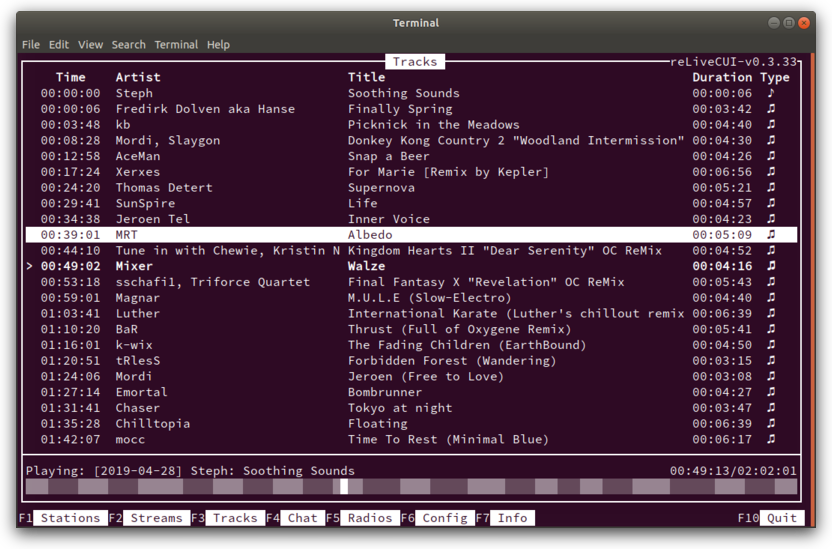 Terminal
File Edit View Search Terminal Help
Tracks reLiveCUI-v0.3.33
Time Artist Title Duration Type
00:00:00 Steph Soothing Sounds 00:00:06 ♪
00:00:06 Fredirk Dolven aka Hanse Finally Spring 00:03:42 ♫
00:03:48 kb Picknick in the Meadows 00:04:40 ♫
00:08:28 Mordi, Slaygon Donkey Kong Country 2 "Woodland Intermission" 00:04:30 ♫
00:12:58 AceMan Snap a Beer 00:04:26 ♫
00:17:24 Xerxes For Marie [Remix by Kepler] 00:06:56 ♫
00:24:20 Thomas Detert Supernova 00:05:21 ♫
00:29:41 SunSpire Life 00:04:57 ♫
00:34:38 Jeroen Tel Inner Voice 00:04:23 ♫
00:39:01 MRT Albedo 00:05:09 ♫
00:44:10 Tune in with Chewie, Kristin N Kingdom Hearts II "Dear Serenity" OC ReMix 00:04:52 ♫
> 00:49:02 Mixer Walze 00:04:16 ♫
00:53:18 sschafi1, Triforce Quartet Final Fantasy X "Revelation" OC ReMix 00:05:43 ♫
00:59:01 Magnar M.U.L.E (Slow-Electro) 00:04:40 ♫
01:03:41 Luther International Karate (Luther's chillout remix 00:06:39 ♫
01:10:20 BaR Thrust (Full of Oxygene Remix) 00:05:41 ♫
01:16:01 k-wix The Fading Children (EarthBound) 00:04:50 ♫
01:20:51 tRlesS Forbidden Forest (Wandering) 00:03:15 ♫
01:24:06 Mordi Jeroen (Free to Love) 00:03:08 ♫
01:27:14 Emortal Bombrunner 00:04:27 ♫
01:31:41 Chaser Tokyo at night 00:03:47 ♫
01:35:28 Chilltopia Floating 00:06:39 ♫
01:42:07 mocc Time To Rest (Minimal Blue) 00:06:17 ♫
Playing: [2019-04-28] Steph: Soothing Sounds 00:49:13/02:02:01
F1 Stations F2 Streams F3 Tracks F4 Chat F5 Radios F6 Config F7 Info F10 Quit